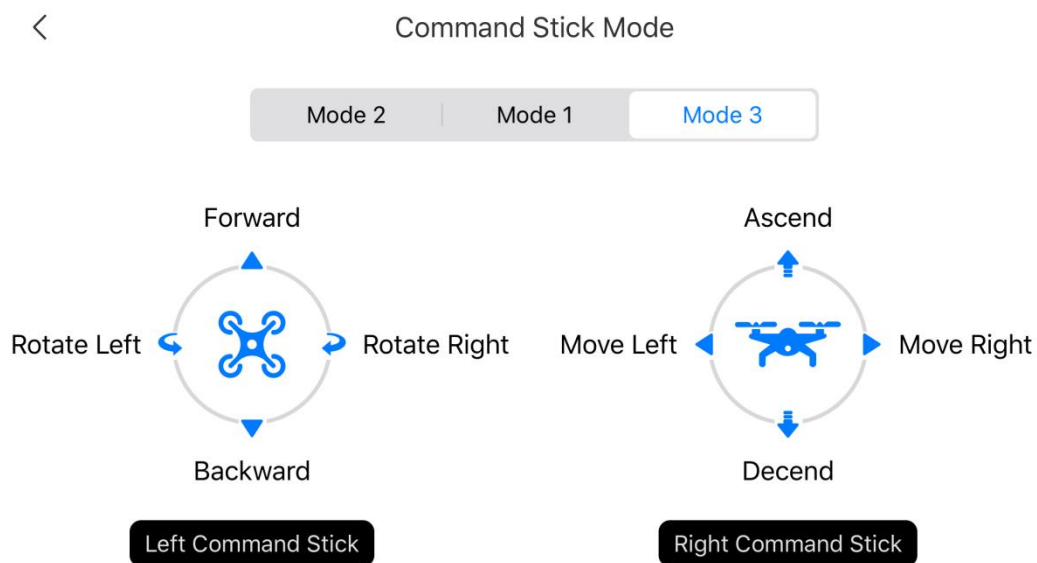 Command Stick Mode
Mode 2 Mode 1 Mode 3
Forward Ascend
Rotate Left Rotate Right Move Left Move Right
Backward Decend
Left Command Stick Right Command Stick